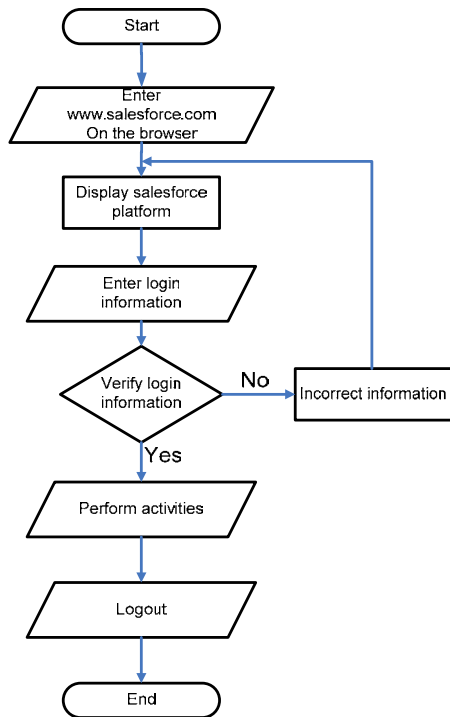 Start
Enter
www.salesforce.com
On the browser
Display salesforce
platform
Enter login
information
Verify login
information
No
Incorrect information
Yes
Perform activities
Logout
End